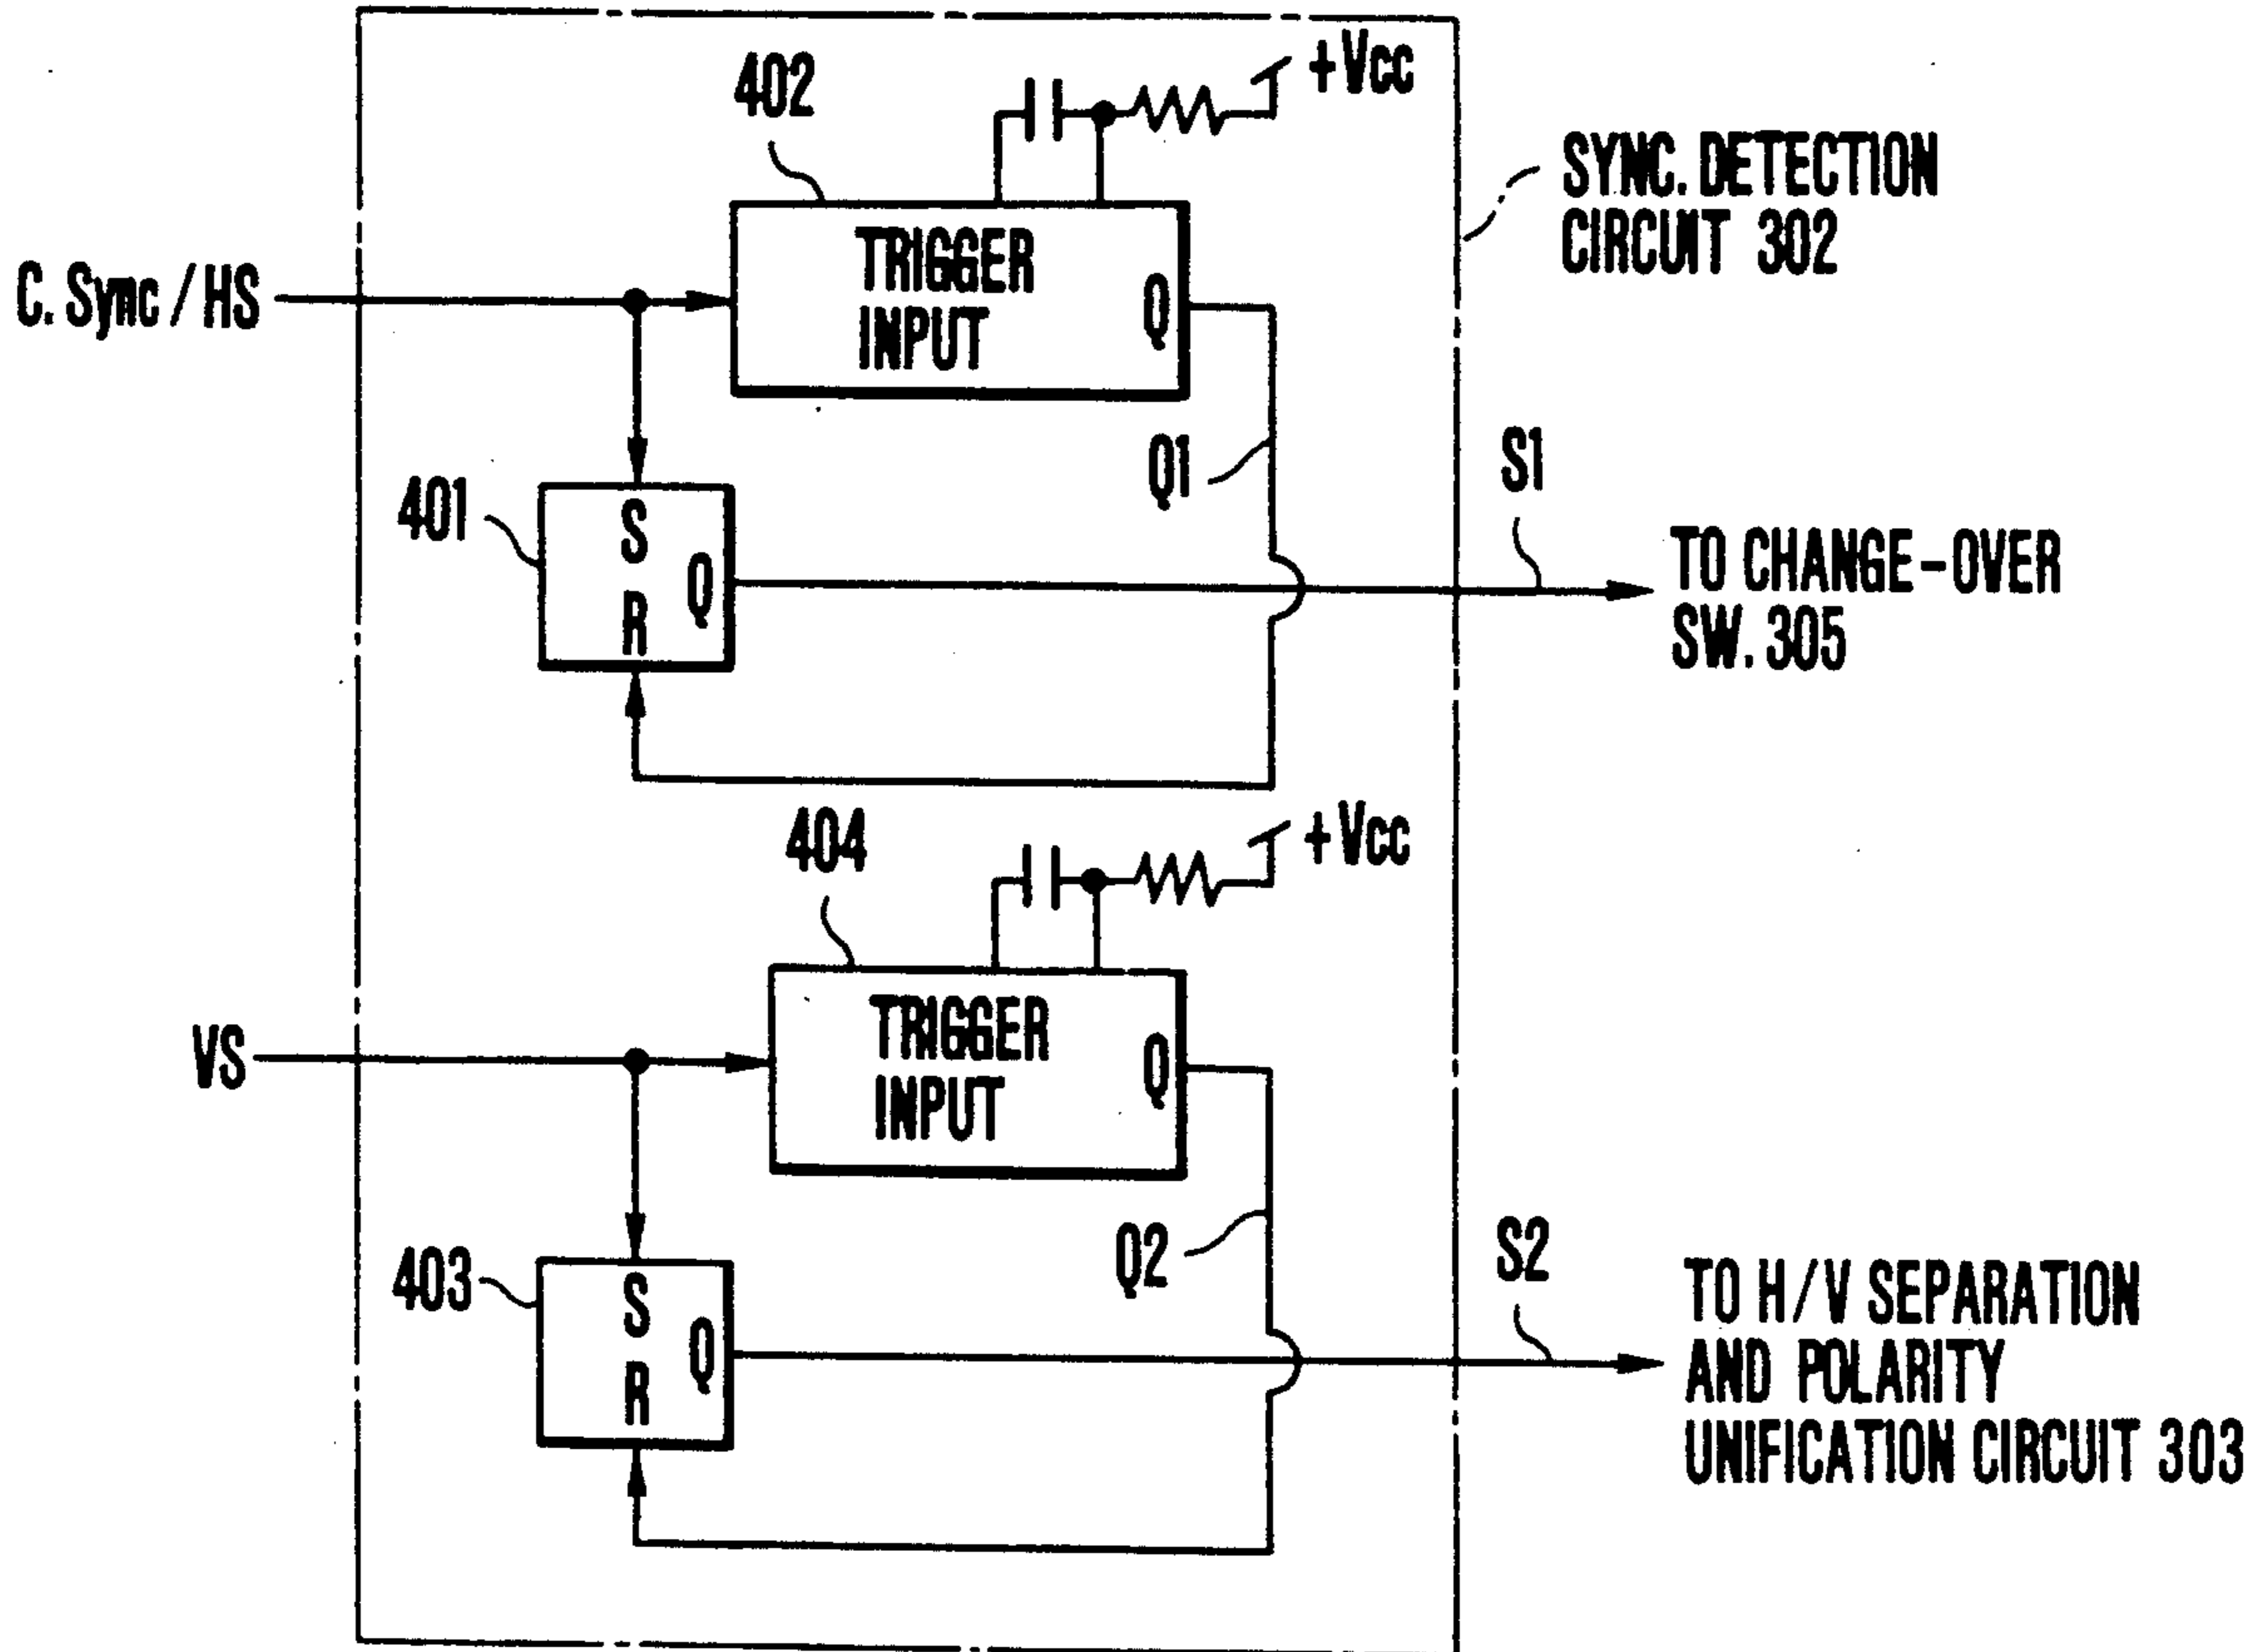 402
+Vcc
SYNC. DETECTION
CIRCUIT 302
TRIGGER
INPUT
Q
C. Sync / HS
Q1
S1
401
S
R
Q
TO CHANGE-OVER
SW. 305
404
+Vcc
TRIGGER
INPUT
Q
VS
Q2
S2
403
S
R
Q
TO H/V SEPARATION
AND POLARITY
UNIFICATION CIRCUIT 303